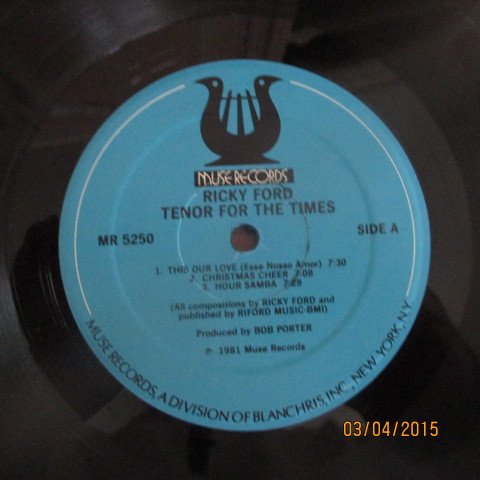 MUSE RECORDS
RICKY FORD
TENOR FOR THE TIMES
MR 5250
SIDE A
1. THIS OUR LOVE (Esse Nosso Amor) 7:30
2. CHRISTMAS CHEER 7:08
3. HOUR SAMBA 7:29
(All compositions by RICKY FORD and
published by RIFORD MUSIC-BMI)
Produced by BOB PORTER
℗ 1981 Muse Records
MUSE RECORDS, A DIVISION OF BLANCHRIS, INC., NEW YORK, N.Y.
03/04/2015